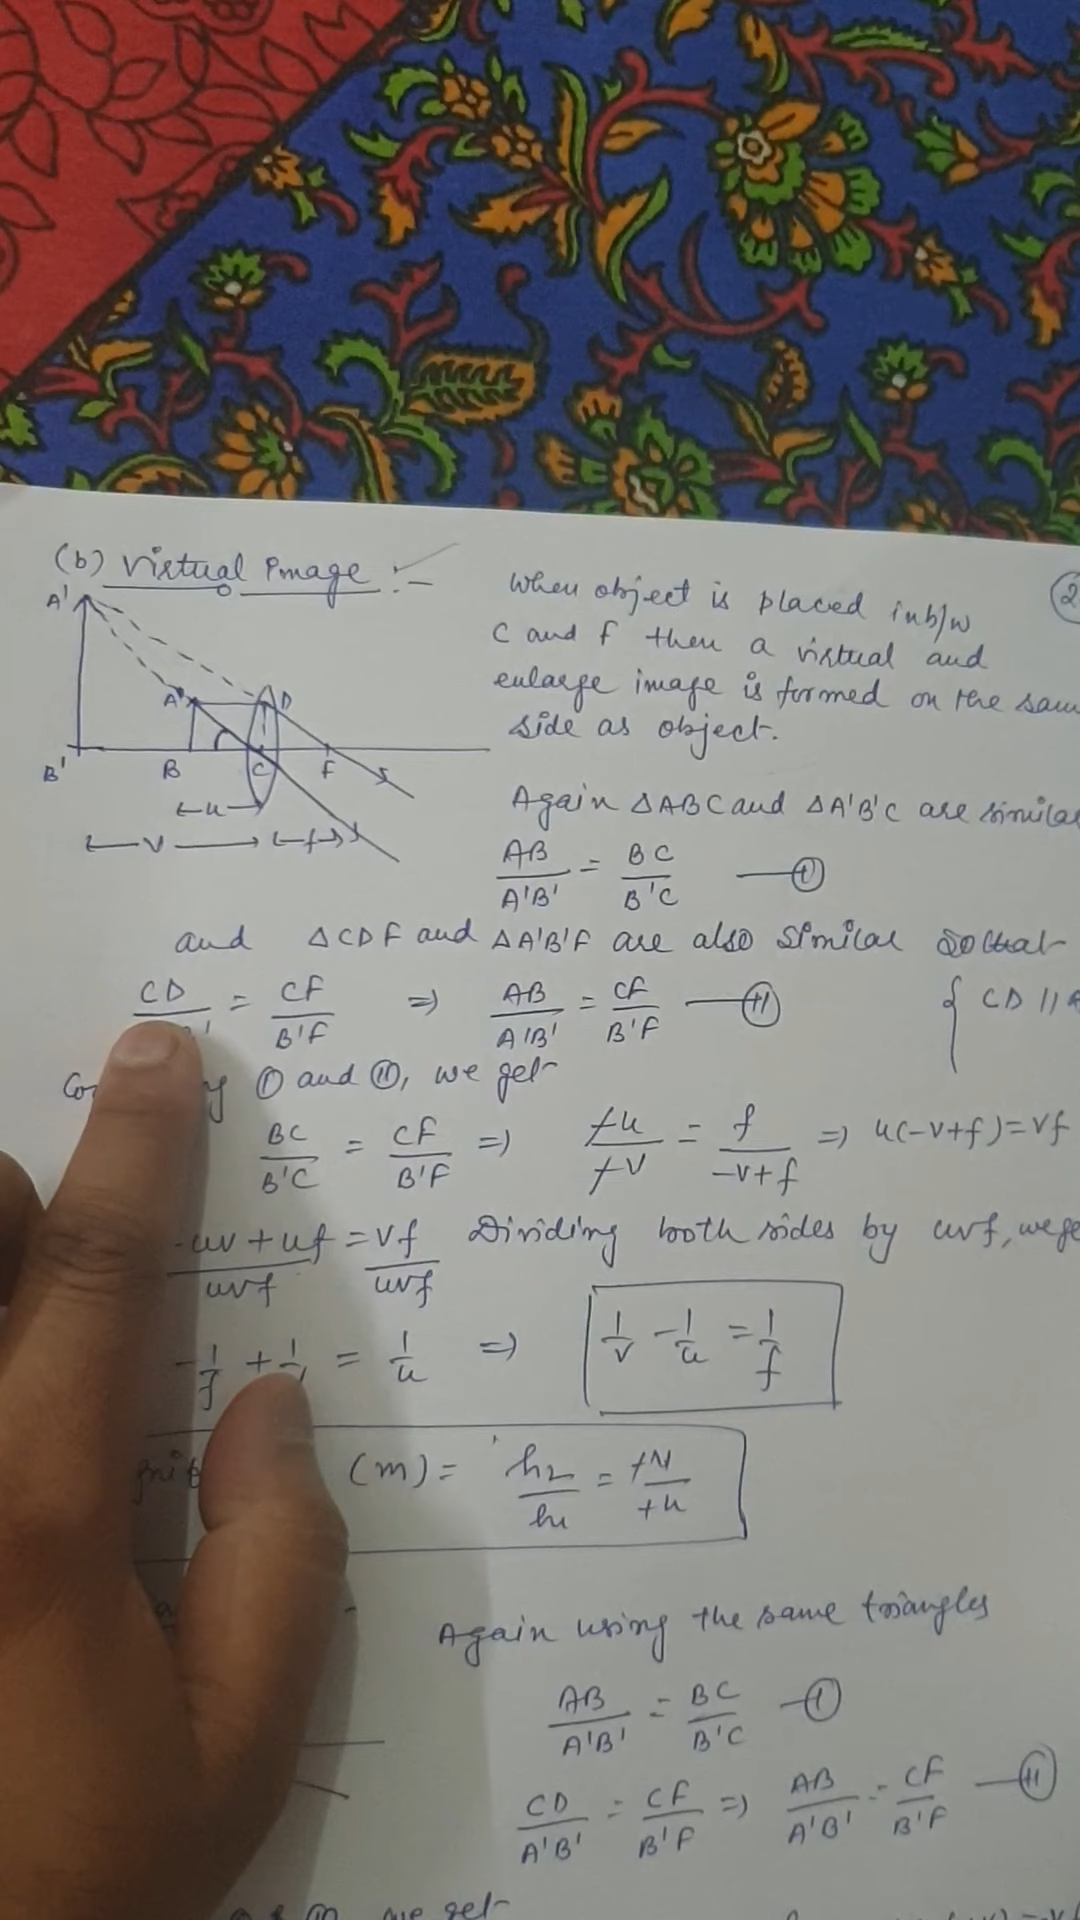 (b) Virtual Image :-
When object is placed inb/w
C and F then a virtual and
enlarge image is formed on the same
side as object.
A'
A
D
B'
B
C
F
u
v
f
Again ΔABC and ΔA'B'C are similar
AB/A'B' = BC/B'C —(I)
and ΔCDF and ΔA'B'F are also similar so that
CD/ = CF/B'F => AB/A'B' = CF/B'F —(II)
{ CD //
(I) and (II), we get
BC/B'C = CF/B'F => +u/+v = f/-v+f => u(-v+f)=vf
-uv+uf/uvf = vf/uvf Dividing both sides by uvf, we ge
-1/f + 1/ = 1/u => 1/v - 1/u = 1/f
(m) = h2/h1 = +v/+u
Again using the same triangles
AB/A'B' = BC/B'C —(I)
CD/A'B' = CF/B'F => AB/A'B' = CF/B'F —(II)
we get